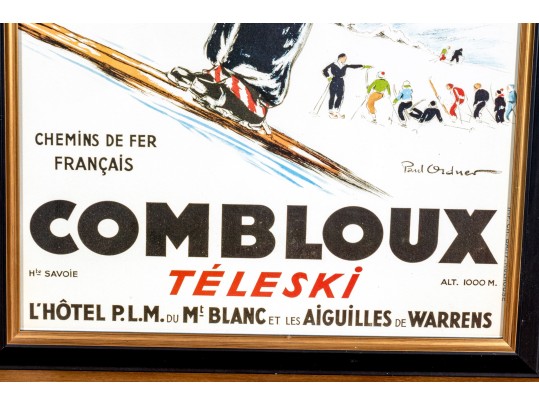 CHEMINS DE FER
FRANÇAIS
Paul Ordner
COMBLOUX
Hte SAVOIE
TÉLESKI
ALT. 1000 M.
L'HÔTEL P.L.M. DU Mt BLANC ET LES AIGUILLES DE WARRENS